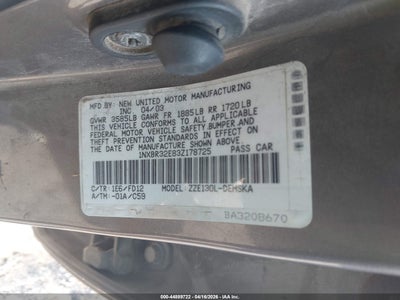 MFD. BY: NEW UNITED MOTOR MANUFACTURING
INC 04/03
GVWR 3585LB GAWR FR 1885LB RR 1720LB
THIS VEHICLE CONFORMS TO ALL APPLICABLE
FEDERAL MOTOR VEHICLE SAFETY,BUMPER AND
THEFT PREVENTION STANDARDS IN EFFECT ON
THE DATE OF MANUFACTURE SHOWN ABOVE.
1NXBR32E83Z178725 PASS CAR
C/TR: 1E6/FD12 MODEL: ZZE130L-DEMSKA
A/TM: -01A/C59
BA320B670
000-44899722 - 04/16/2026 - IAAI.COM